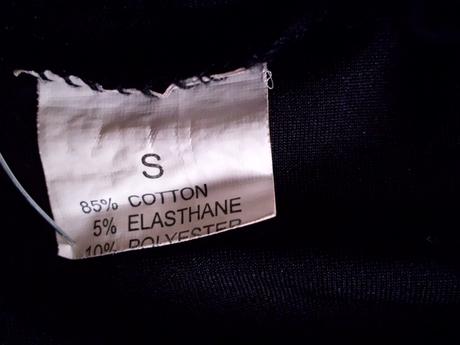 S
85% COTTON
5% ELASTHANE
10% POLYESTER